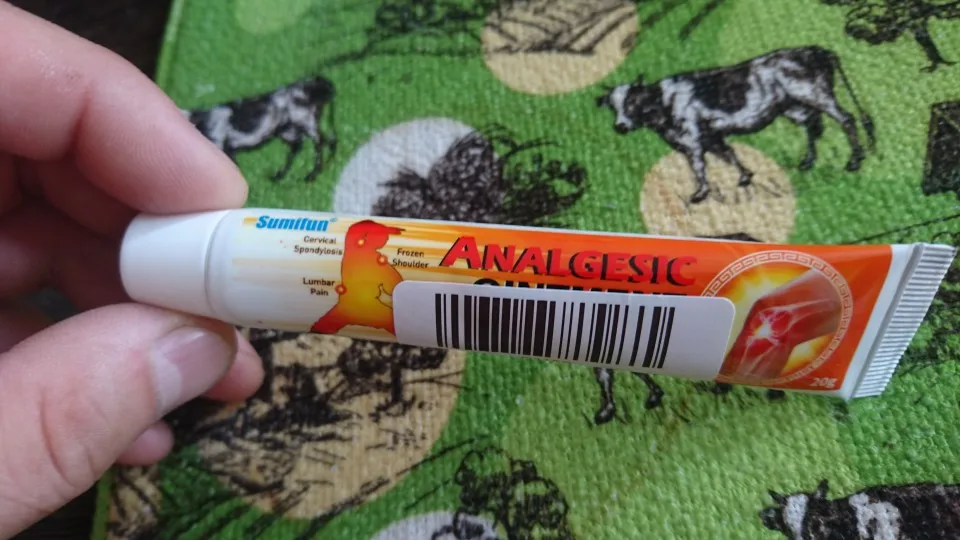 Sumifun®
Cervical
Spondylosis
Frozen
Shoulder
Lumbar
Pain
ANALGESIC
20g